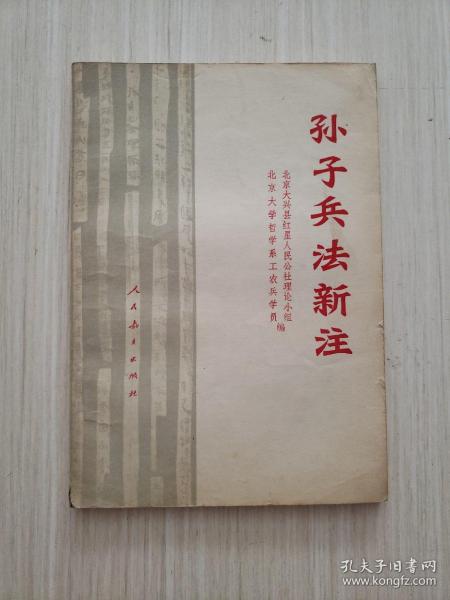 孙子兵法新注
北京大兴县红星人民公社理论小组
北京大学哲学系工农兵学员
编
人民教育出版社
孔夫子旧书网
www.kongfz.com